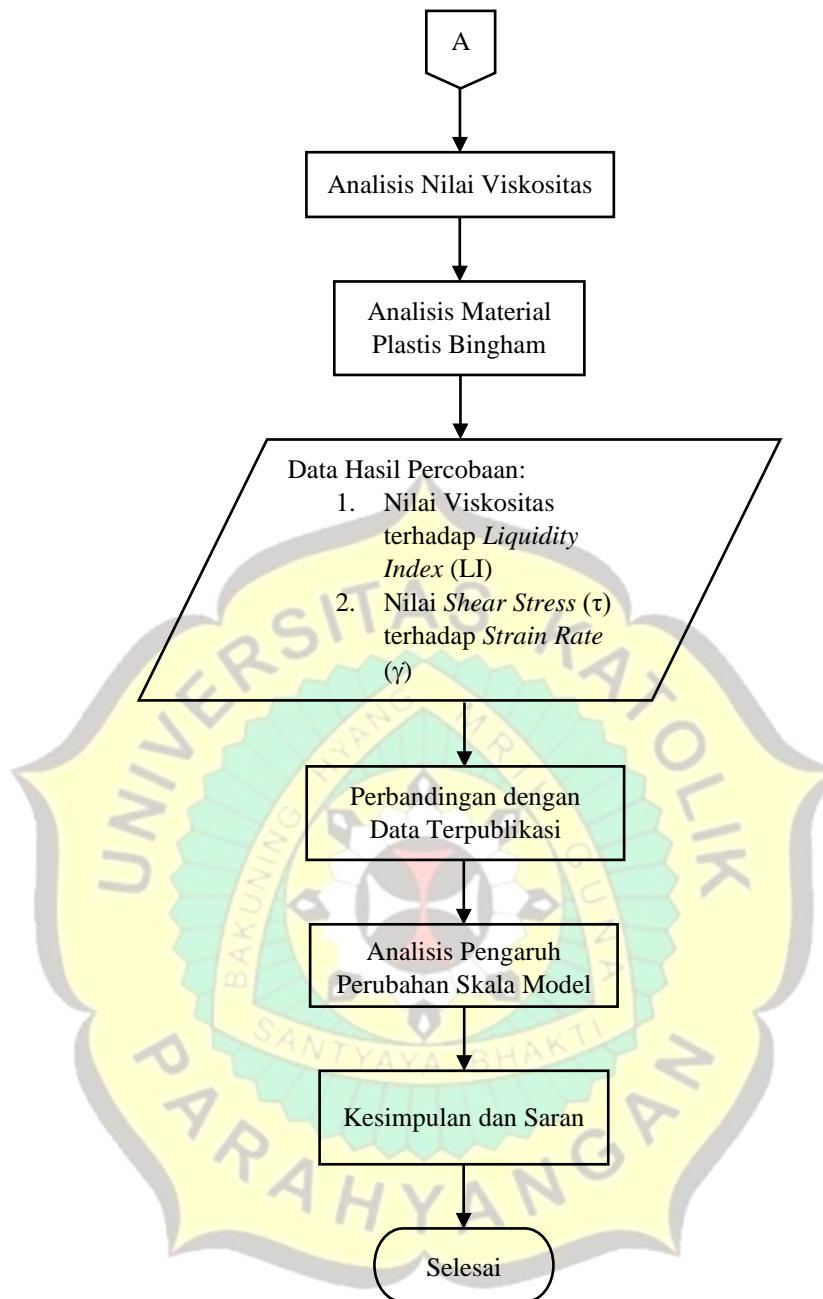 A
Analisis Nilai Viskositas
Analisis Material
Plastis Bingham
Data Hasil Percobaan:
1. Nilai Viskositas
terhadap Liquidity
Index (LI)
2. Nilai Shear Stress (τ)
terhadap Strain Rate
(γ̇)
Perbandingan dengan
Data Terpublikasi
Analisis Pengaruh
Perubahan Skala Model
Kesimpulan dan Saran
Selesai
UNIVERSITAS KATOLIK
PARAHYANGAN
BAKUNING HYANG MRIH GUNA
SANTYAYA BHAKTI